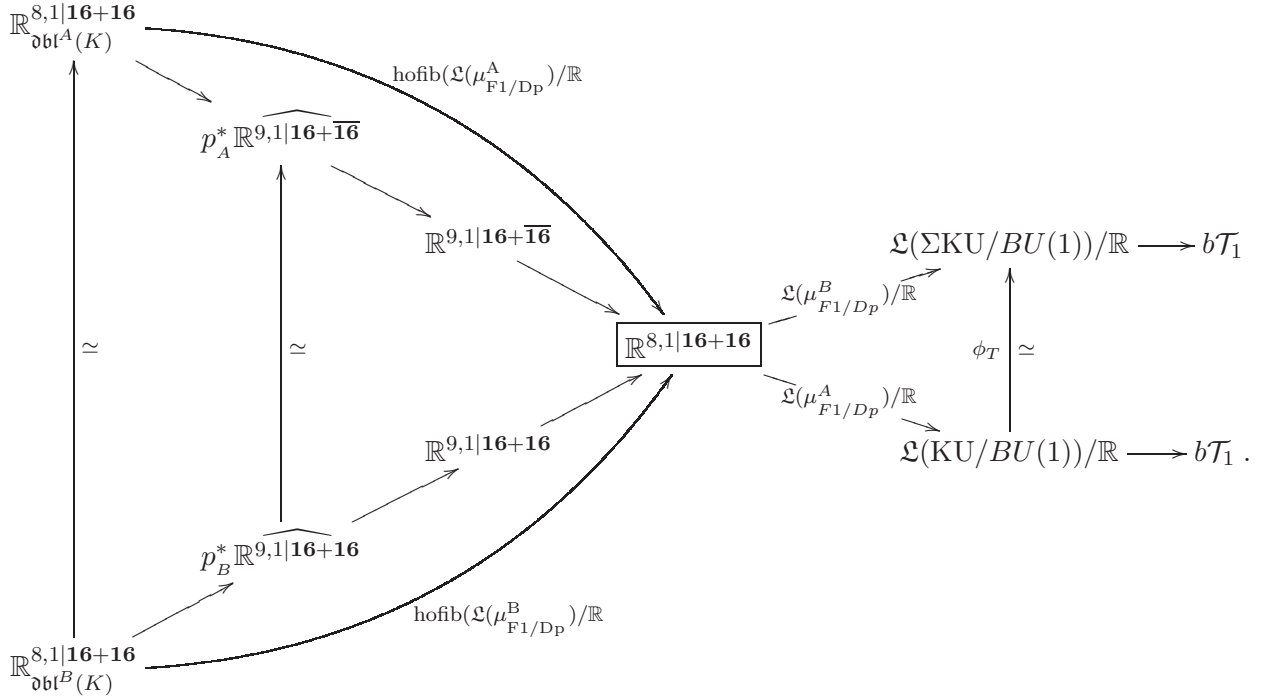 ℝ^{8,1|𝟏𝟔+𝟏𝟔}_{𝔡𝔟𝔩^A(K)}
hofib(𝔏(μ^A_{F1/Dp})/ℝ
p^*_A \widehat{ℝ^{9,1|𝟏𝟔+\overline{𝟏𝟔}}}
ℝ^{9,1|𝟏𝟔+\overline{𝟏𝟔}}
𝔏(ΣKU/BU(1))/ℝ ⟶ b𝒯_1
𝔏(μ^B_{F1/Dp})/ℝ
≃ ≃ ℝ^{8,1|𝟏𝟔+𝟏𝟔} ϕ_T ≃
𝔏(μ^A_{F1/Dp})/ℝ
ℝ^{9,1|𝟏𝟔+𝟏𝟔} 𝔏(KU/BU(1))/ℝ ⟶ b𝒯_1 .
p^*_B \widehat{ℝ^{9,1|𝟏𝟔+𝟏𝟔}}
hofib(𝔏(μ^B_{F1/Dp})/ℝ
ℝ^{8,1|𝟏𝟔+𝟏𝟔}_{𝔡𝔟𝔩^B(K)}